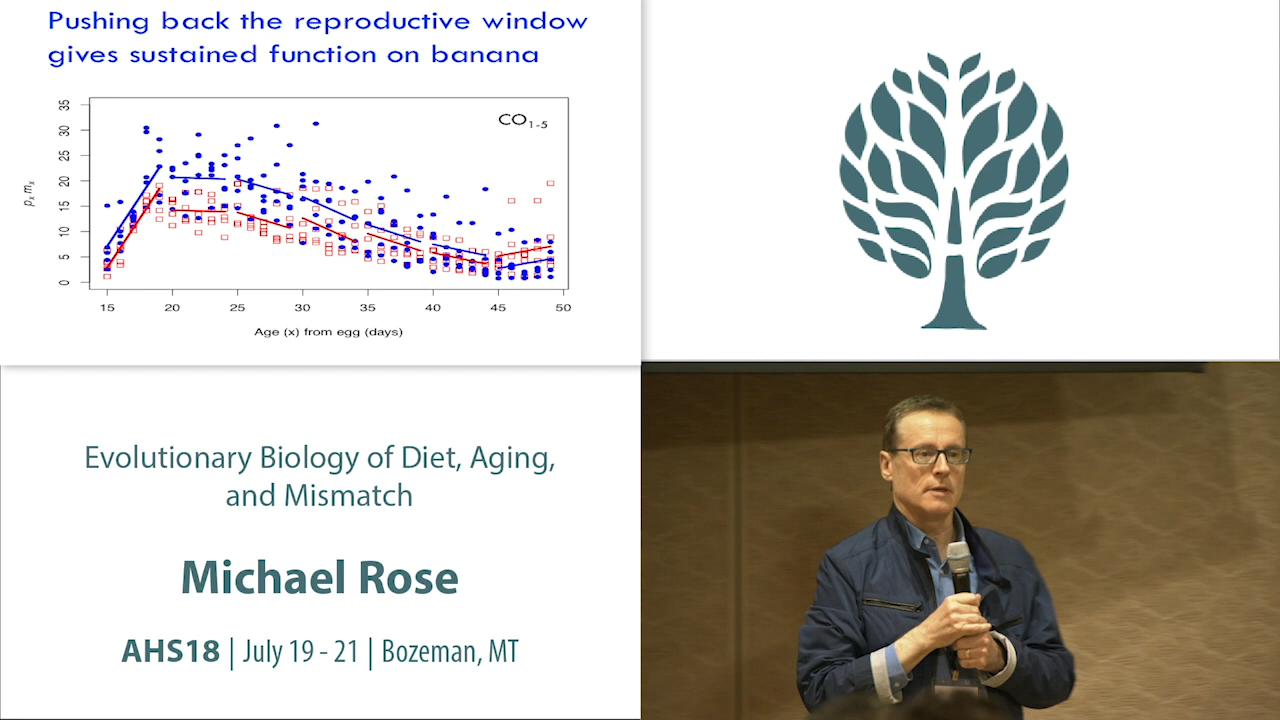 Pushing back the reproductive window
gives sustained function on banana
CO1-5
35
30
25
20
15
10
5
0
px mx
15 20 25 30 35 40 45 50
Age (x) from egg (days)
Evolutionary Biology of Diet, Aging,
and Mismatch
Michael Rose
AHS18 | July 19 - 21 | Bozeman, MT